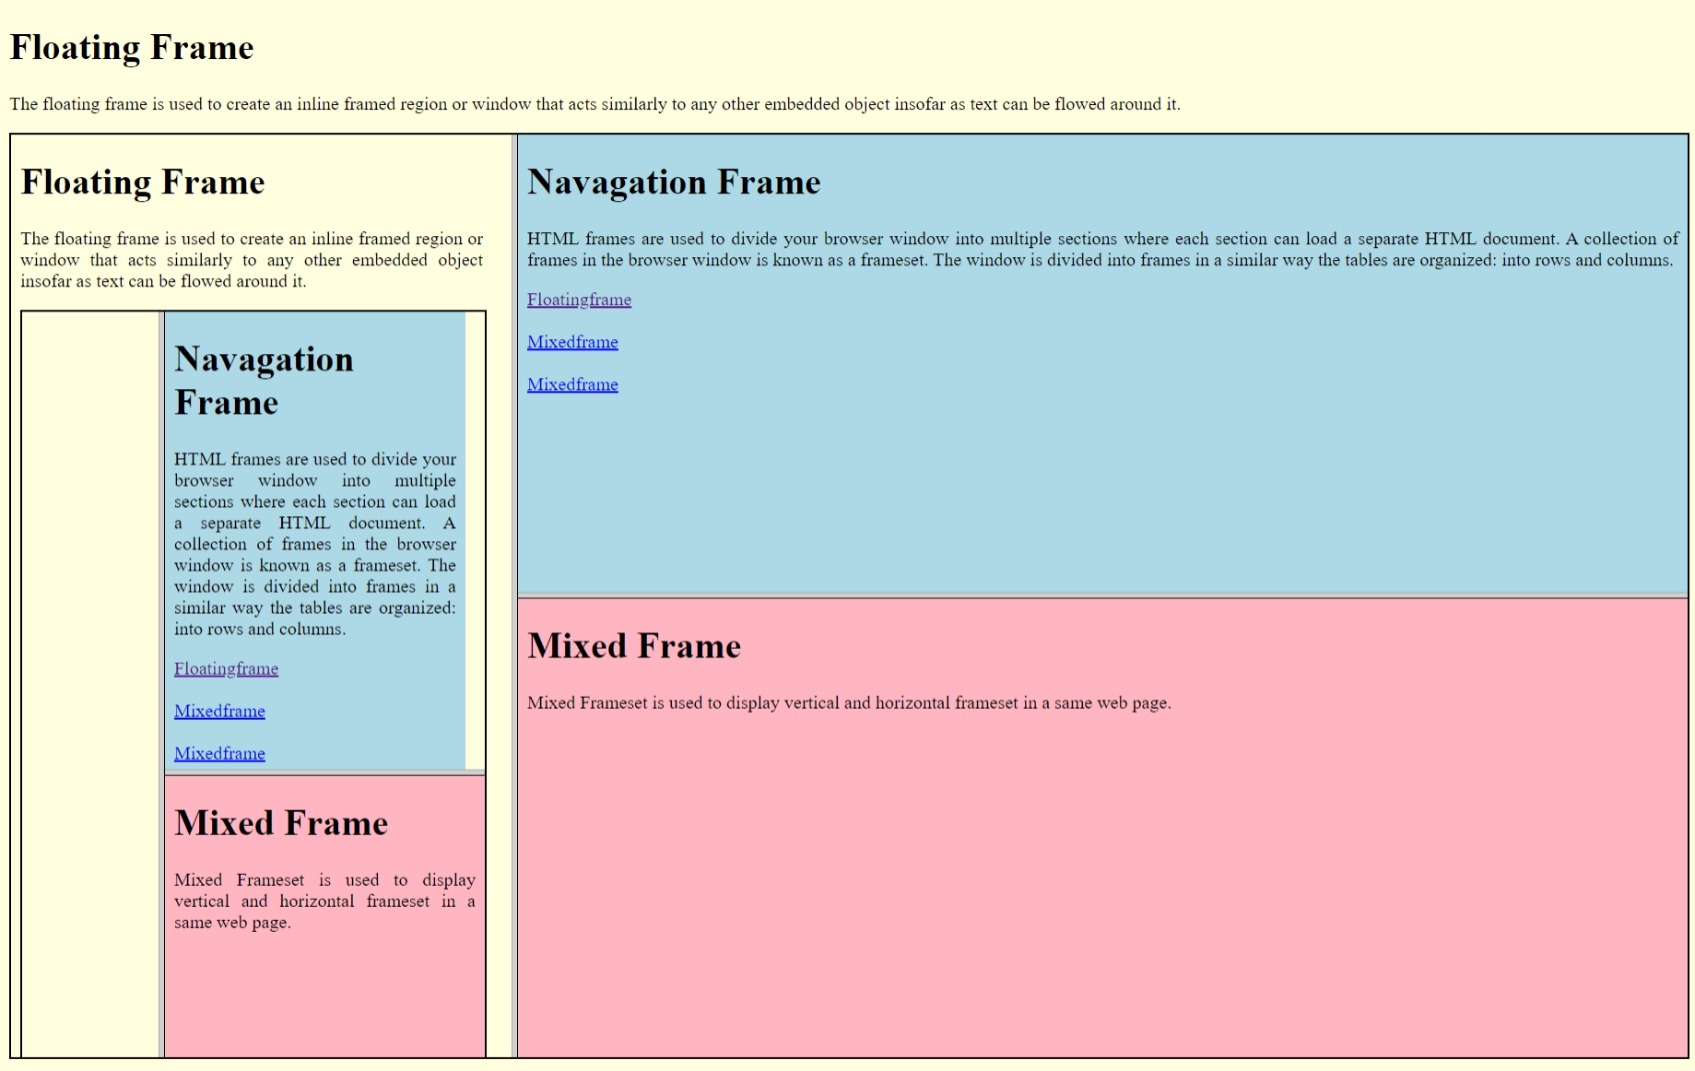 Floating Frame
The floating frame is used to create an inline framed region or window that acts similarly to any other embedded object insofar as text can be flowed around it.
Floating Frame
The floating frame is used to create an inline framed region or
window that acts similarly to any other embedded object
insofar as text can be flowed around it.
Navagation
Frame
HTML frames are used to divide your
browser window into multiple
sections where each section can load
a separate HTML document. A
collection of frames in the browser
window is known as a frameset. The
window is divided into frames in a
similar way the tables are organized:
into rows and columns.
Floatingframe
Mixedframe
Mixedframe
Mixed Frame
Mixed Frameset is used to display
vertical and horizontal frameset in a
same web page.
Navagation Frame
HTML frames are used to divide your browser window into multiple sections where each section can load a separate HTML document. A collection of
frames in the browser window is known as a frameset. The window is divided into frames in a similar way the tables are organized: into rows and columns.
Floatingframe
Mixedframe
Mixedframe
Mixed Frame
Mixed Frameset is used to display vertical and horizontal frameset in a same web page.